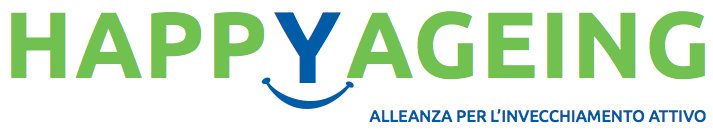 HAPPYAGEING
ALLEANZA PER L'INVECCHIAMENTO ATTIVO